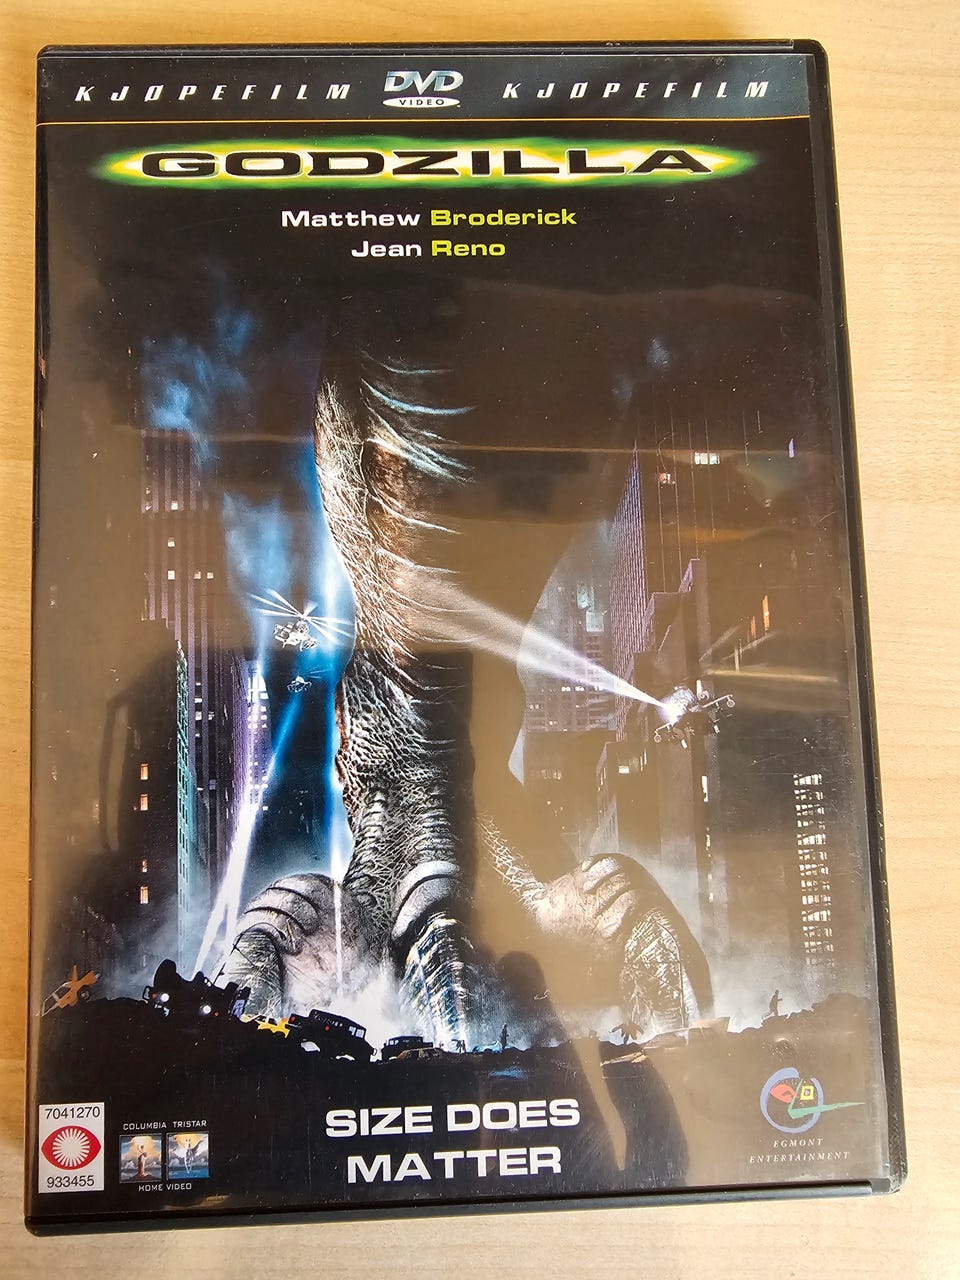 KJØPEFILM DVD VIDEO KJØPEFILM
GODZILLA
Matthew Broderick
Jean Reno
SIZE DOES
MATTER
7041270
933455
COLUMBIA TRISTAR
HOME VIDEO
EGMONT
ENTERTAINMENT